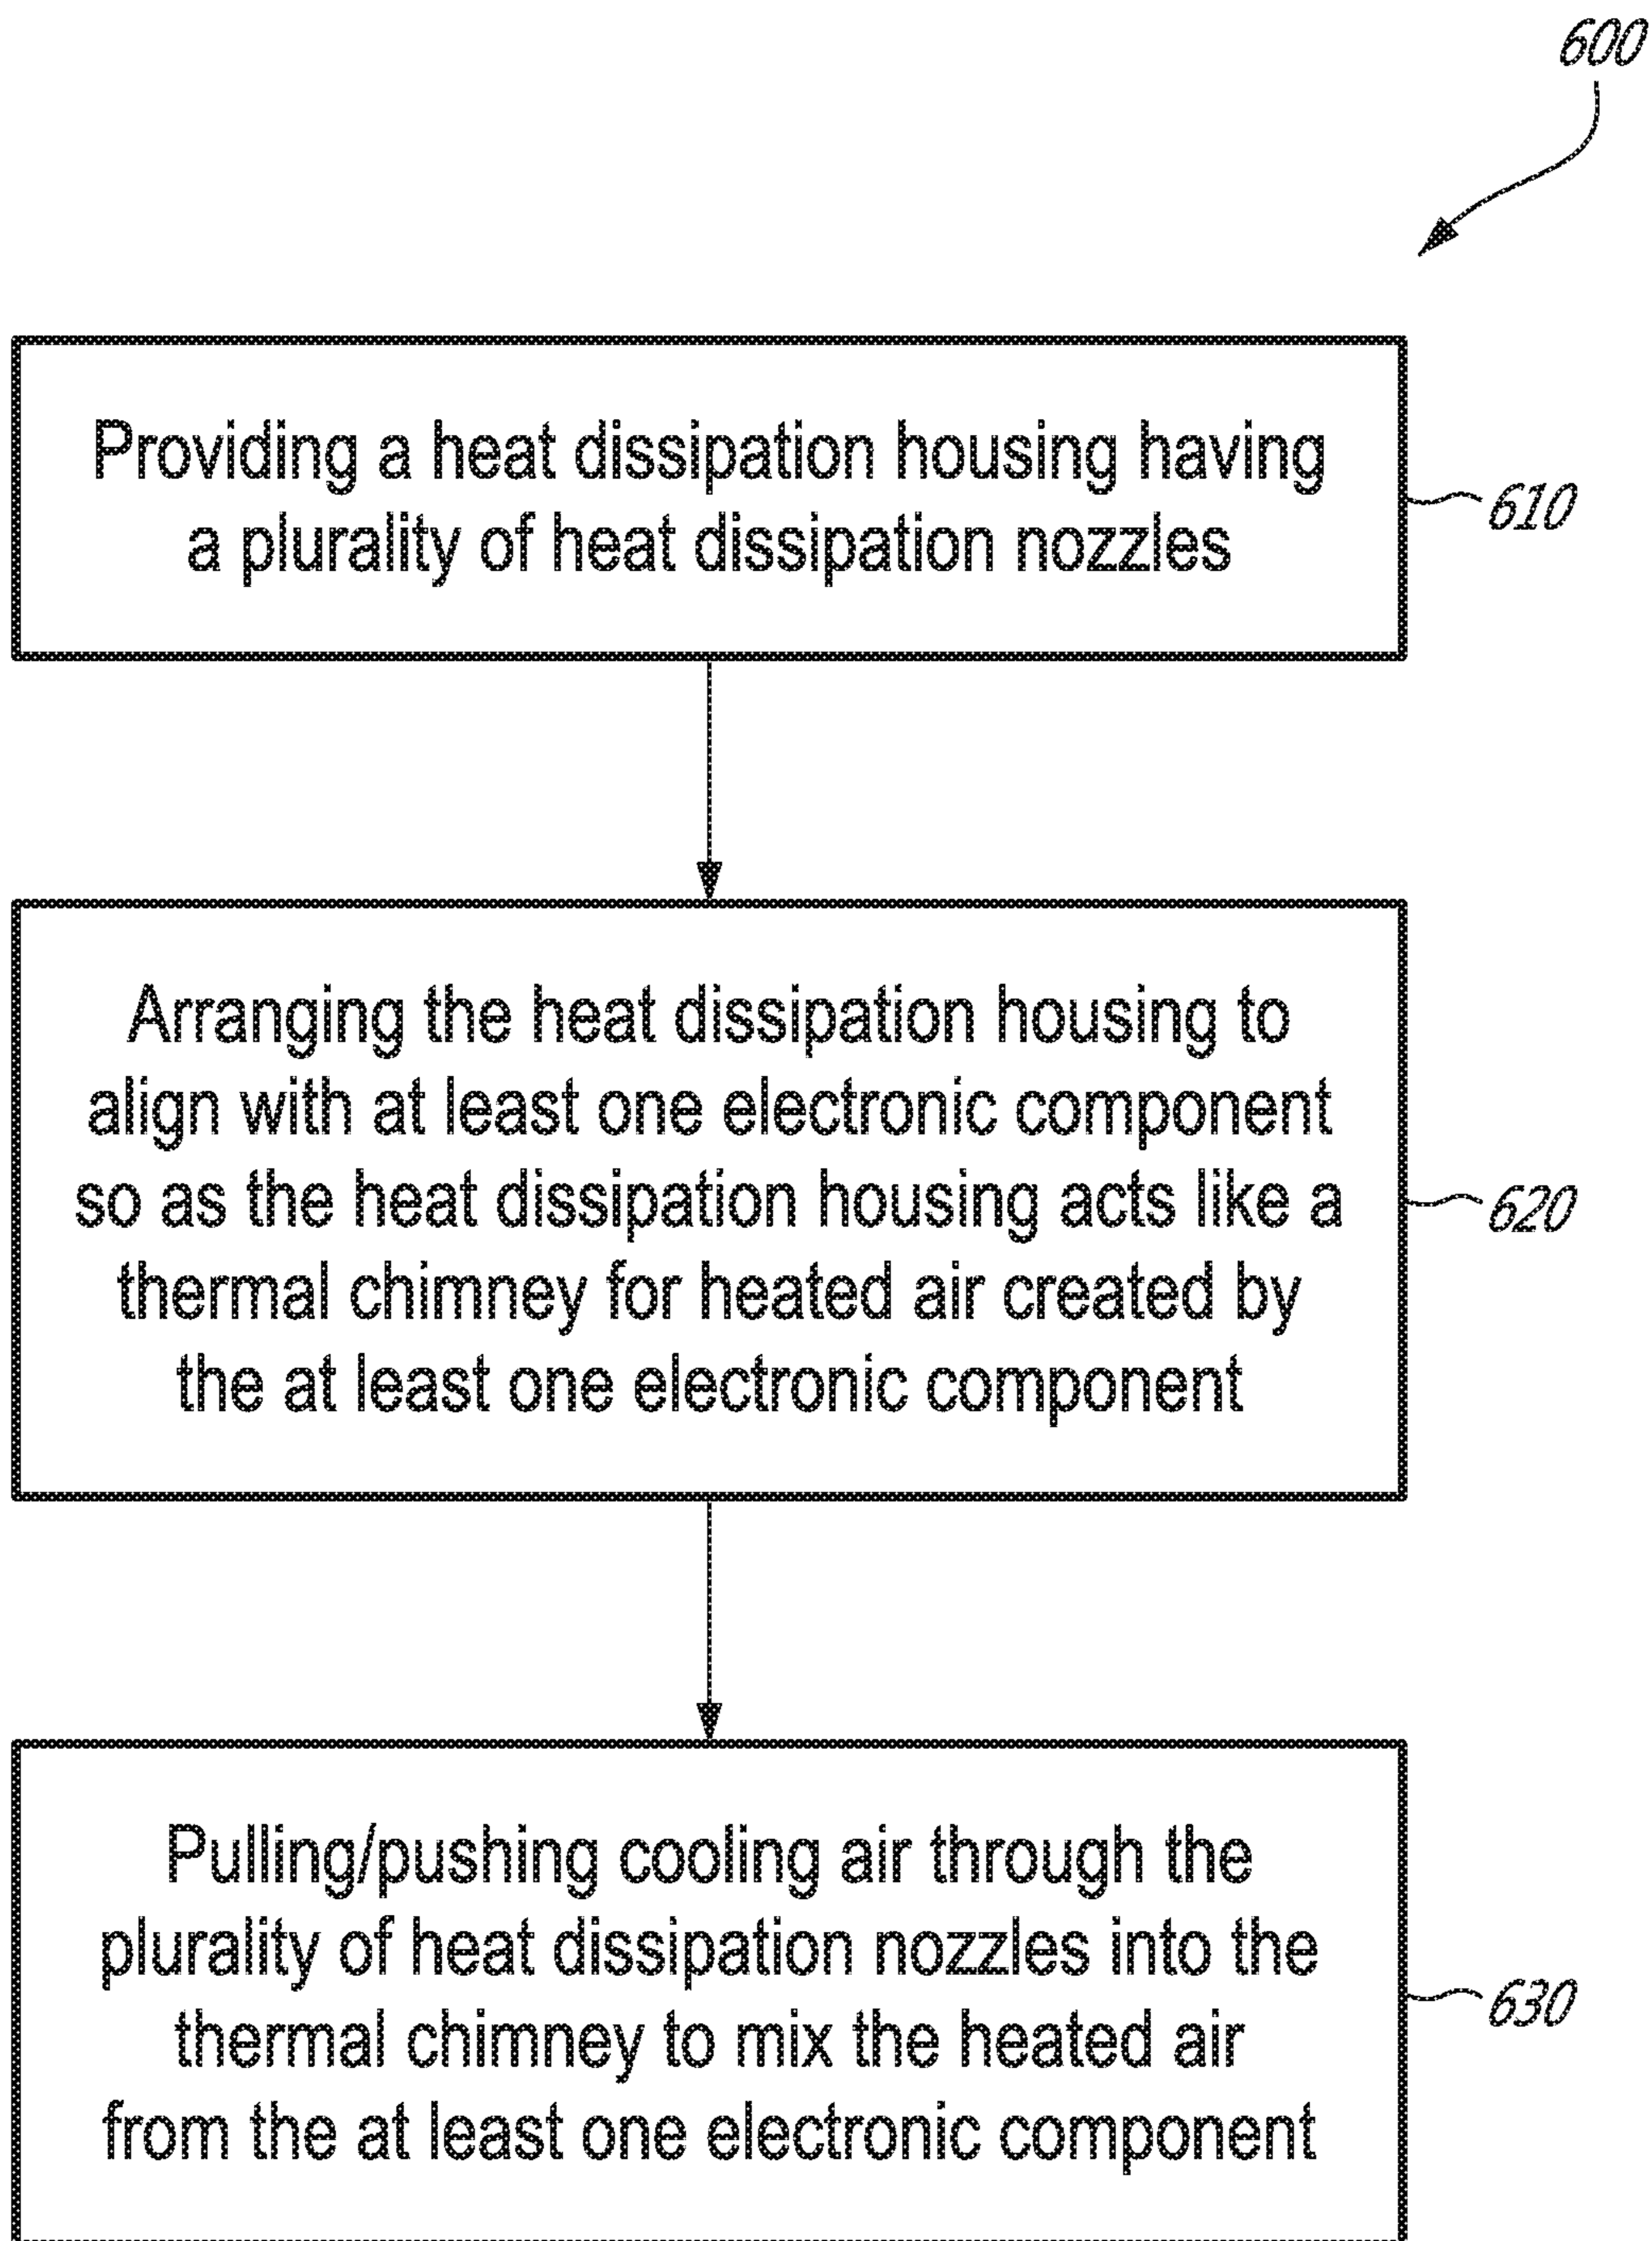 600
Providing a heat dissipation housing having
a plurality of heat dissipation nozzles
610
Arranging the heat dissipation housing to
align with at least one electronic component
so as the heat dissipation housing acts like a
thermal chimney for heated air created by
the at least one electronic component
620
Pulling/pushing cooling air through the
plurality of heat dissipation nozzles into the
thermal chimney to mix the heated air
from the at least one electronic component
630